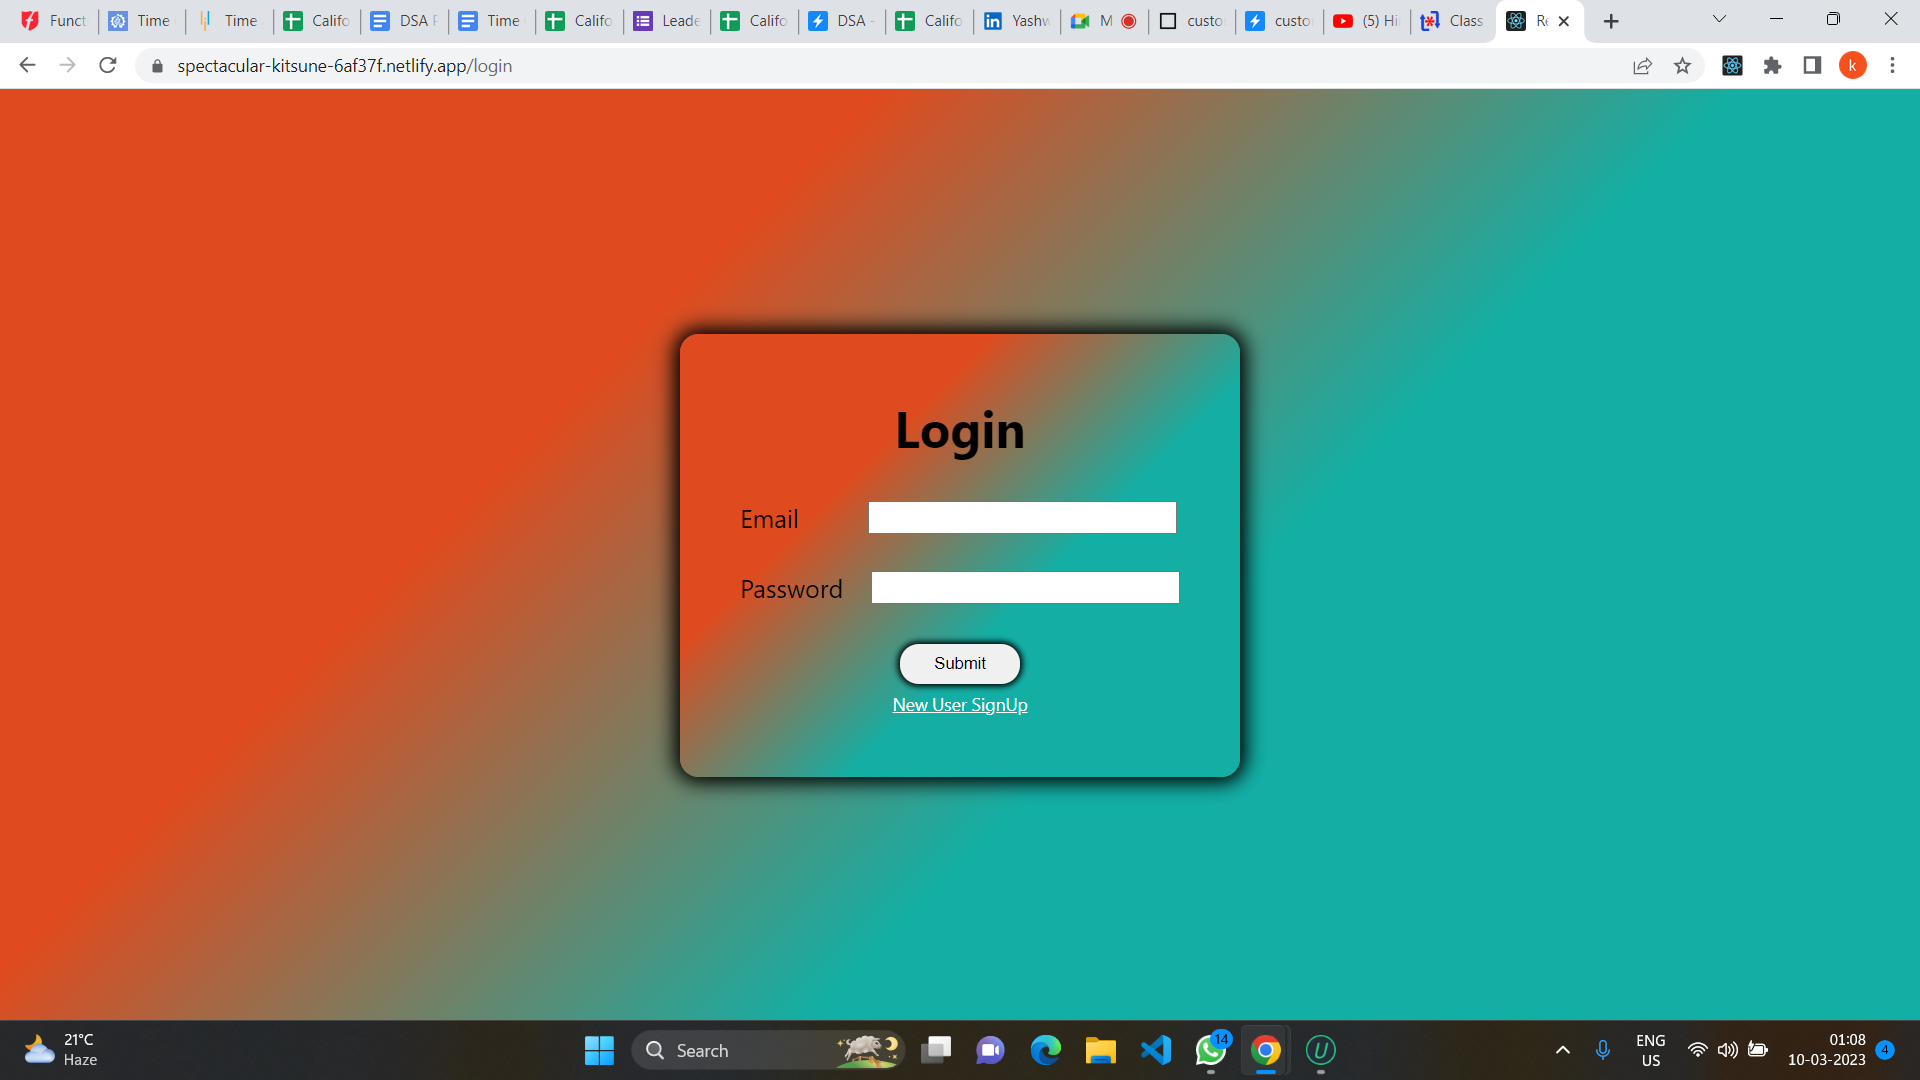 Funct
Time
Time
Califo
DSA
Time
Califo
Leade
Califo
DSA -
Califo
Yashw
M
custo
custo
(5) Hi
Class
Re
spectacular-kitsune-6af37f.netlify.app/login
k
Login
Email
Password
Submit
New User SignUp
21°C
Haze
Search
14
U
ENG
US
01:08
10-03-2023
4